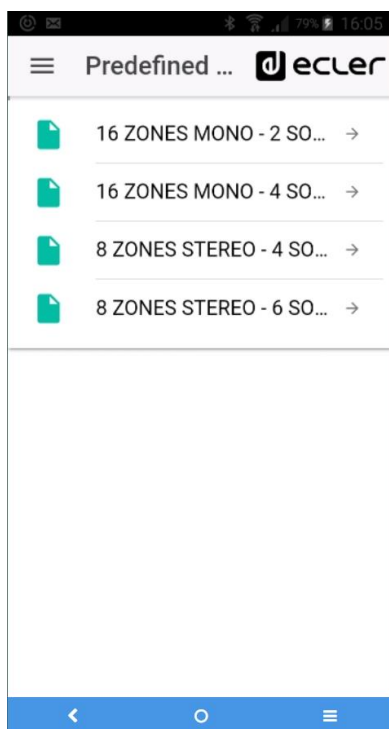 79% 16:05
Predefined ... ecler
16 ZONES MONO - 2 SO...
16 ZONES MONO - 4 SO...
8 ZONES STEREO - 4 SO...
8 ZONES STEREO - 6 SO...